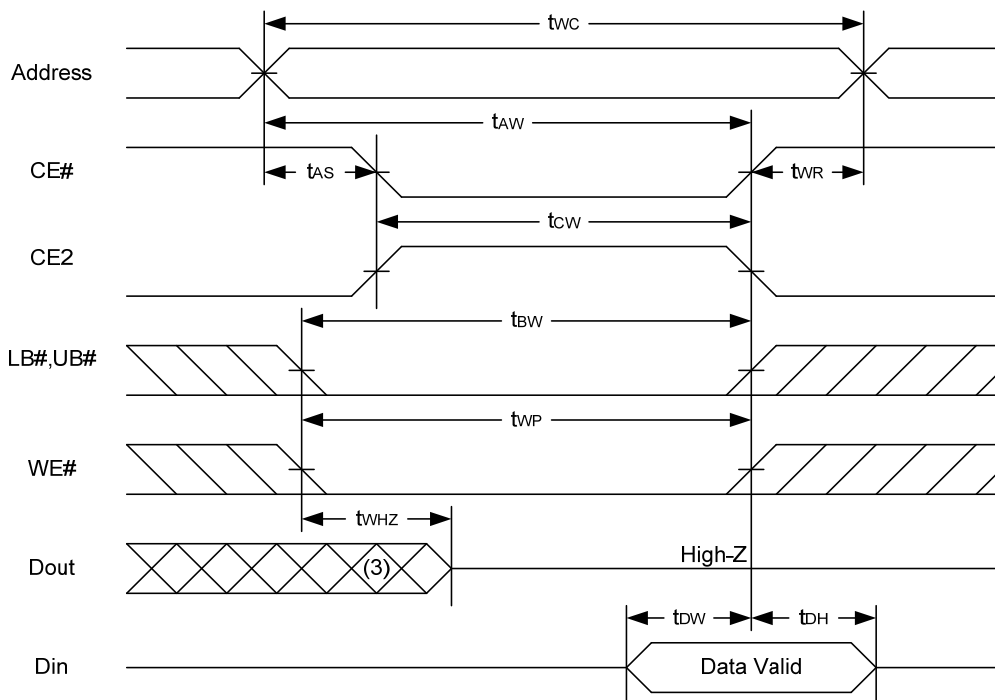 tWC
Address
tAW
CE#
tAS
tWR
tCW
CE2
tBW
LB#,UB#
tWP
WE#
tWHZ
High-Z
Dout
(3)
tDW
tDH
Din
Data Valid